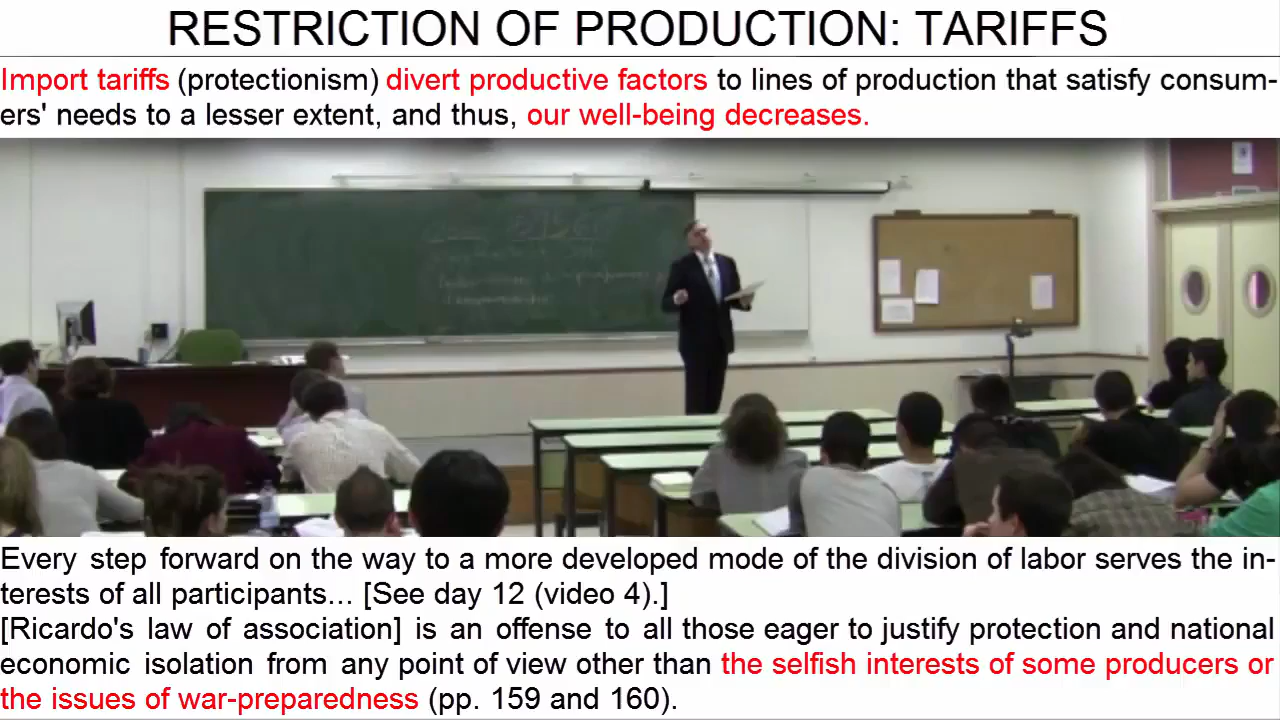 RESTRICTION OF PRODUCTION: TARIFFS
Import tariffs (protectionism) divert productive factors to lines of production that satisfy consum-
ers' needs to a lesser extent, and thus, our well-being decreases.
Every step forward on the way to a more developed mode of the division of labor serves the in-
terests of all participants... [See day 12 (video 4).]
[Ricardo's law of association] is an offense to all those eager to justify protection and national
economic isolation from any point of view other than the selfish interests of some producers or
the issues of war-preparedness (pp. 159 and 160).